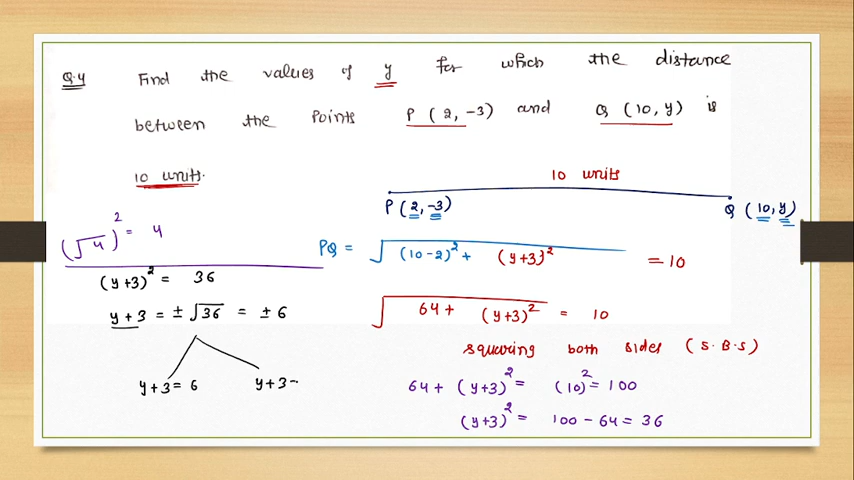 Q.4 Find the values of y for which the distance
between the points P (2, -3) and Q (10, y) is
10 units.
10 units
P (2, -3)
Q (10, y)
(√4)² = 4
PQ = √(10-2)² + (y+3)² = 10
√64 + (y+3)² = 10
squaring both sides (S.B.S)
64 + (y+3)² = (10)² = 100
(y+3)² = 100 - 64 = 36
(y+3)² = 36
y+3 = ± √36 = ± 6
y+3 = 6
y+3 -